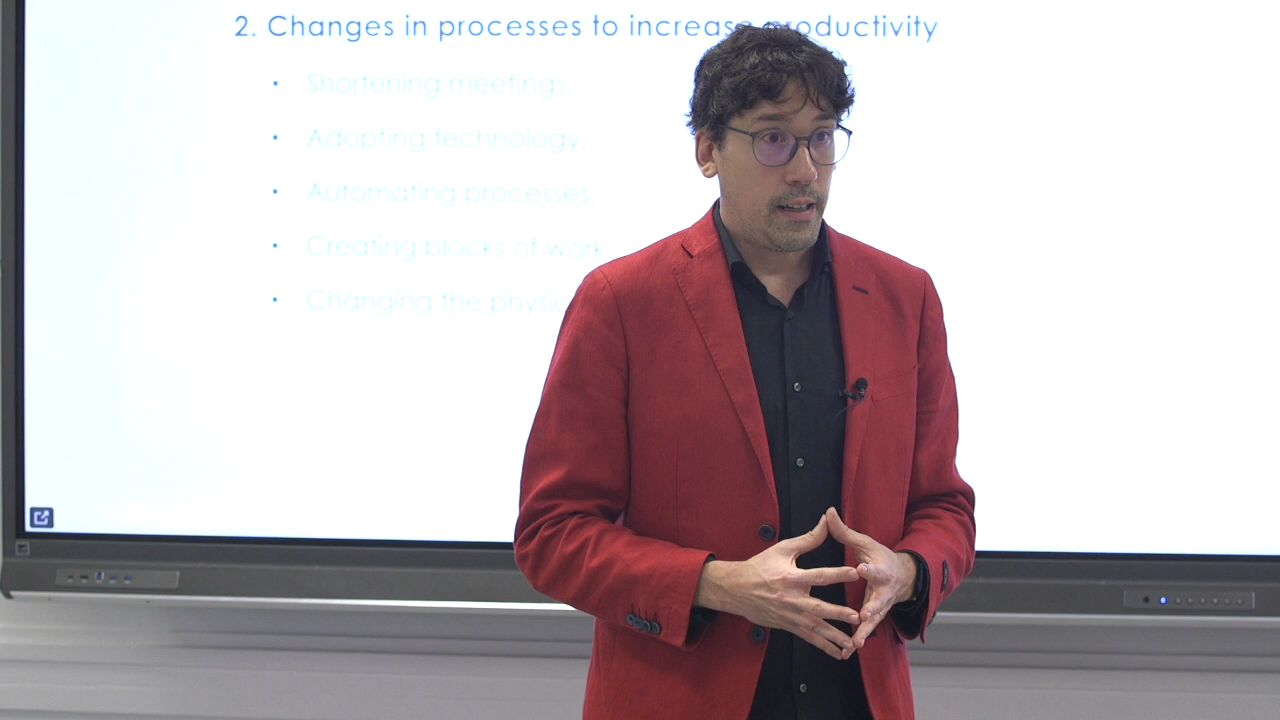 2. Changes in processes to increase productivity
• Shortening meetings.
• Adopting technology.
• Automating processes.
• Creating blocks of work
• Changing the